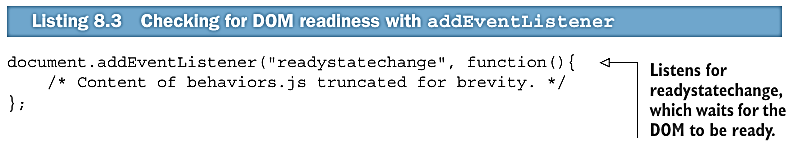 Listing 8.3 Checking for DOM readiness with addEventListener
document.addEventListener("readystatechange", function(){
/* Content of behaviors.js truncated for brevity. */
};
Listens for
readystatechange,
which waits for the
DOM to be ready.